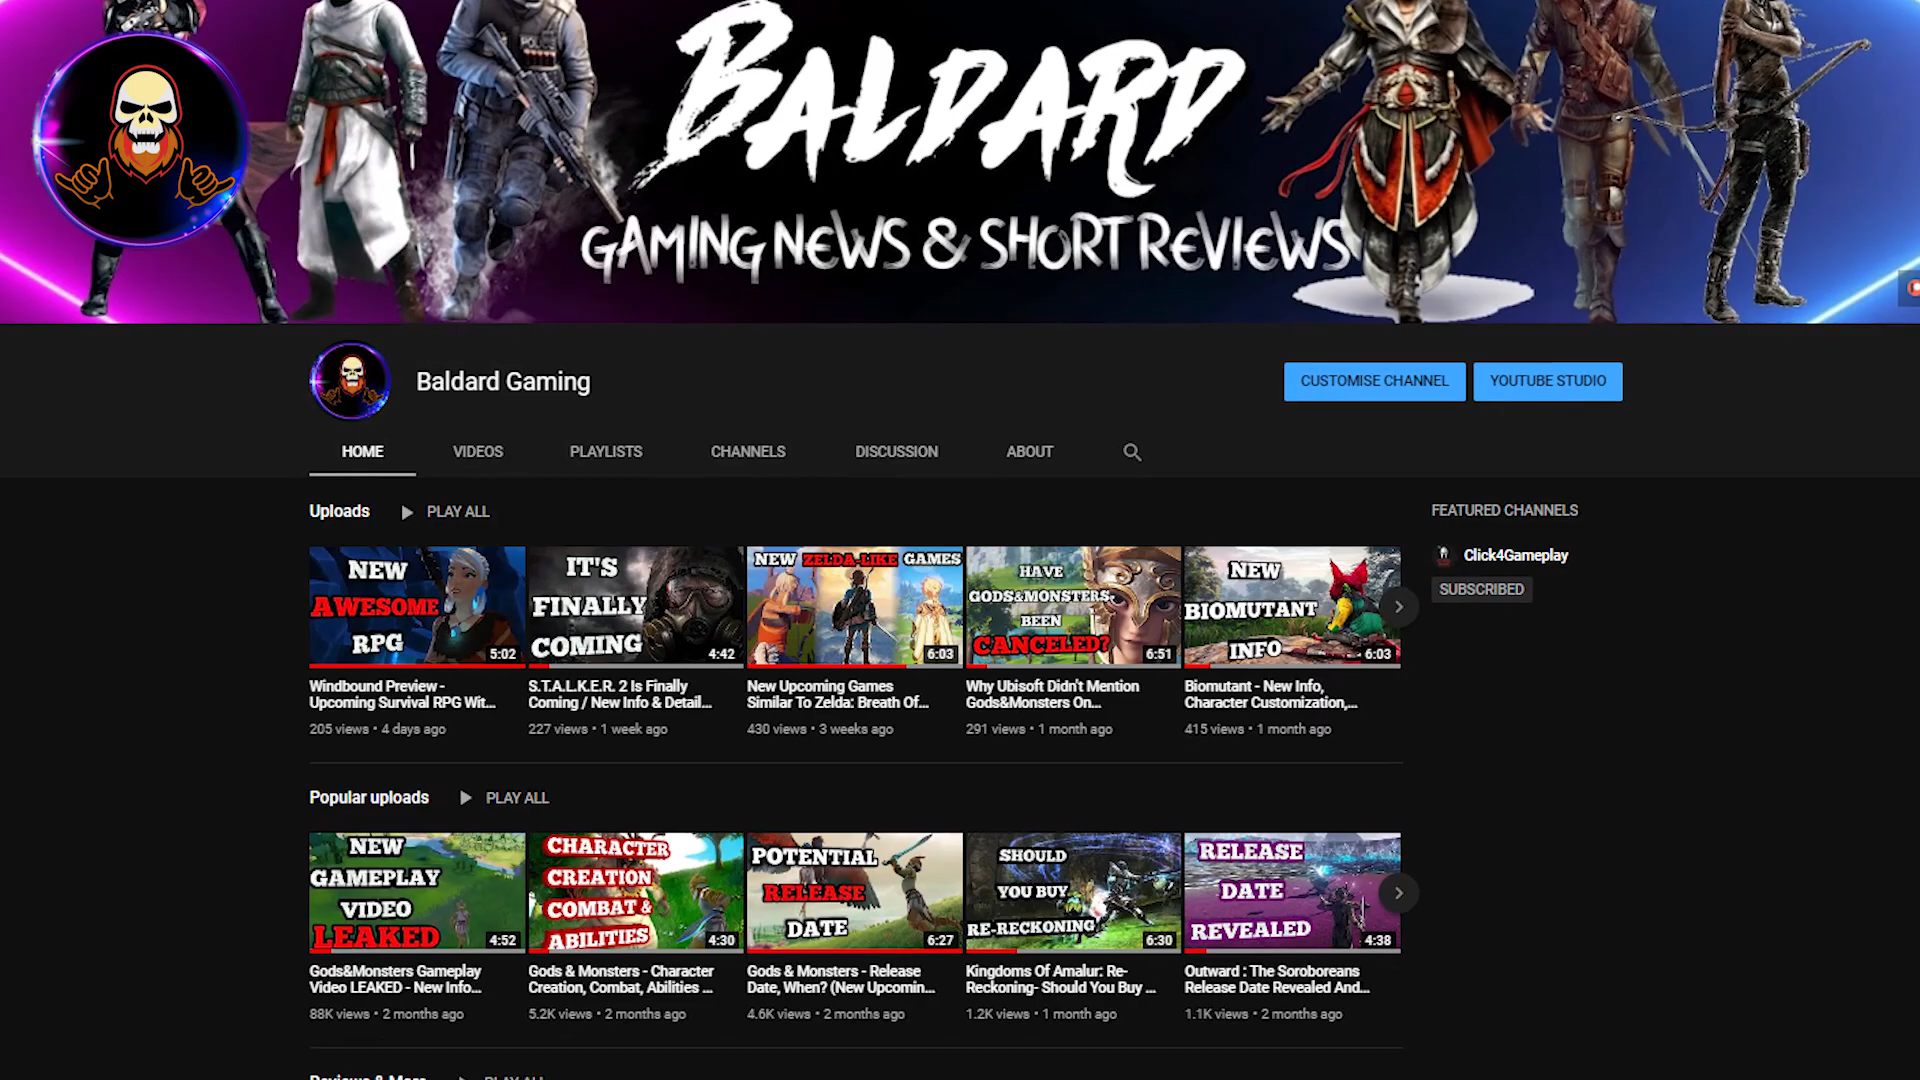 BALDARD
GAMING NEWS & SHORT REVIEWS
Baldard Gaming
CUSTOMISE CHANNEL
YOUTUBE STUDIO
HOME
VIDEOS
PLAYLISTS
CHANNELS
DISCUSSION
ABOUT
Uploads
PLAY ALL
FEATURED CHANNELS
Click4Gameplay
SUBSCRIBED
NEW
AWESOME
RPG
5:02
Windbound Preview -
Upcoming Survival RPG Wit...
205 views • 4 days ago
IT'S
FINALLY
COMING
4:42
S.T.A.L.K.E.R. 2 Is Finally
Coming / New Info & Detail...
227 views • 1 week ago
NEW ZELDA-LIKE GAMES
6:03
New Upcoming Games
Similar To Zelda: Breath Of...
430 views • 3 weeks ago
HAVE
GODS&MONSTERS
BEEN
CANCELED?
6:51
Why Ubisoft Didn't Mention
Gods&Monsters On...
291 views • 1 month ago
NEW
BIOMUTANT
INFO
6:03
Biomutant - New Info,
Character Customization,...
415 views • 1 month ago
Popular uploads
PLAY ALL
NEW
GAMEPLAY
VIDEO
LEAKED
4:52
Gods&Monsters Gameplay
Video LEAKED - New Info...
88K views • 2 months ago
CHARACTER
CREATION
COMBAT &
ABILITIES
4:30
Gods & Monsters - Character
Creation, Combat, Abilities ...
5.2K views • 2 months ago
POTENTIAL
RELEASE
DATE
6:27
Gods & Monsters - Release
Date, When? (New Upcomin...
4.6K views • 2 months ago
SHOULD
YOU BUY
RE-RECKONING
6:30
Kingdoms Of Amalur: Re-
Reckoning- Should You Buy ...
1.2K views • 1 month ago
RELEASE
DATE
REVEALED
4:38
Outward : The Soroboreans
Release Date Revealed And...
1.1K views • 2 months ago
Reviews & More
PLAY ALL